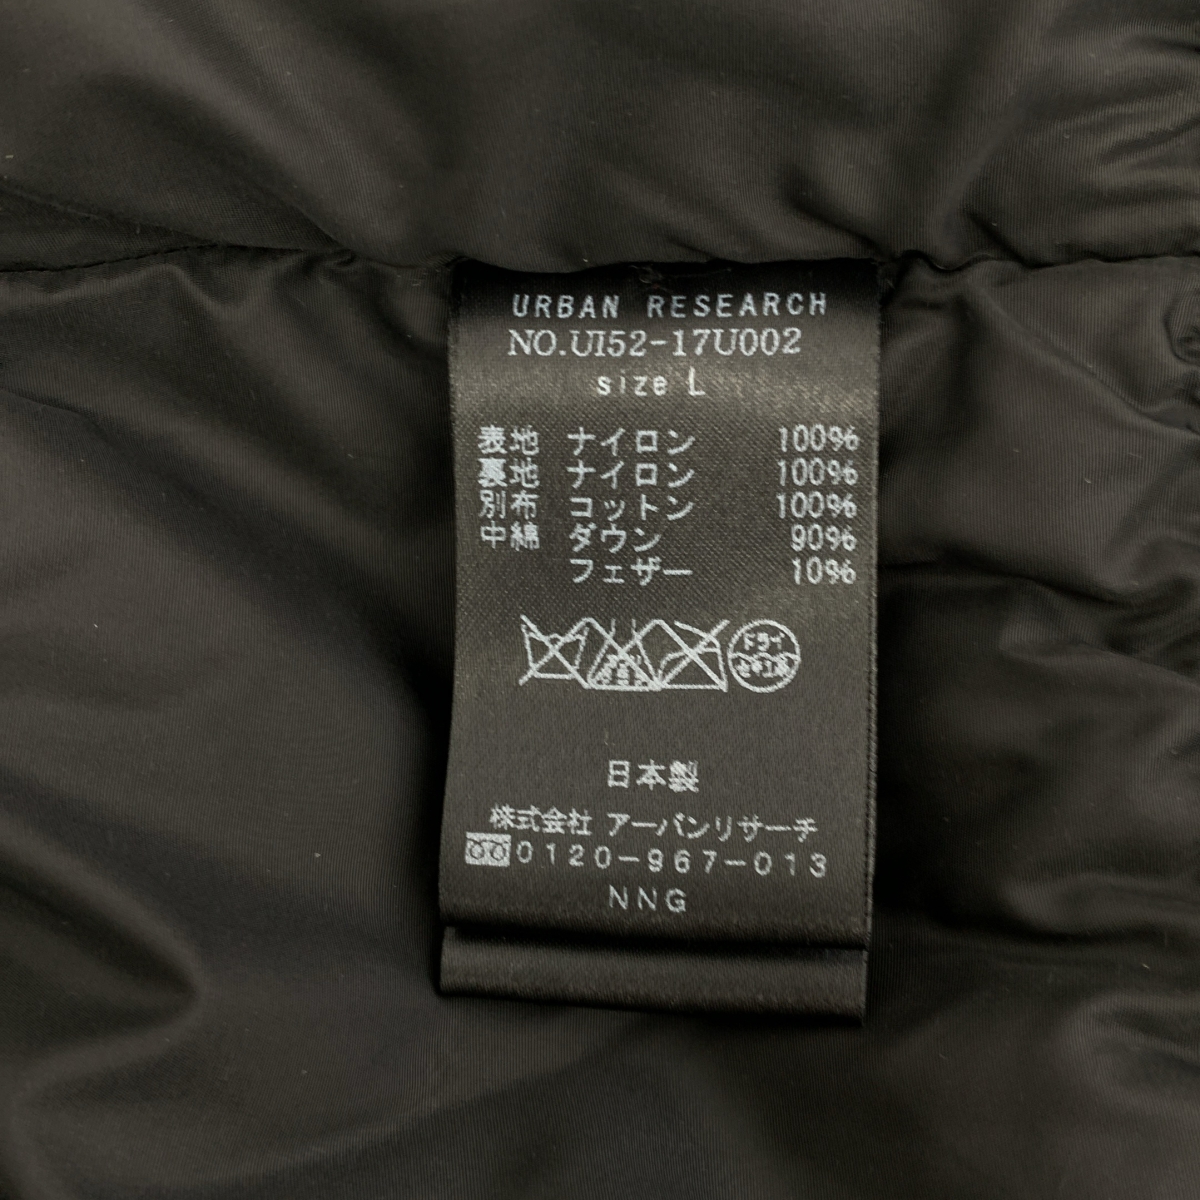 URBAN RESEARCH
NO.UI52-17U002
size L
表地 ナイロン 100%
裏地 ナイロン 100%
別布 コットン 100%
中綿 ダウン 90%
フェザー 10%
ドライ
日本製
株式会社 アーバンリサーチ
0120-967-013
NNG